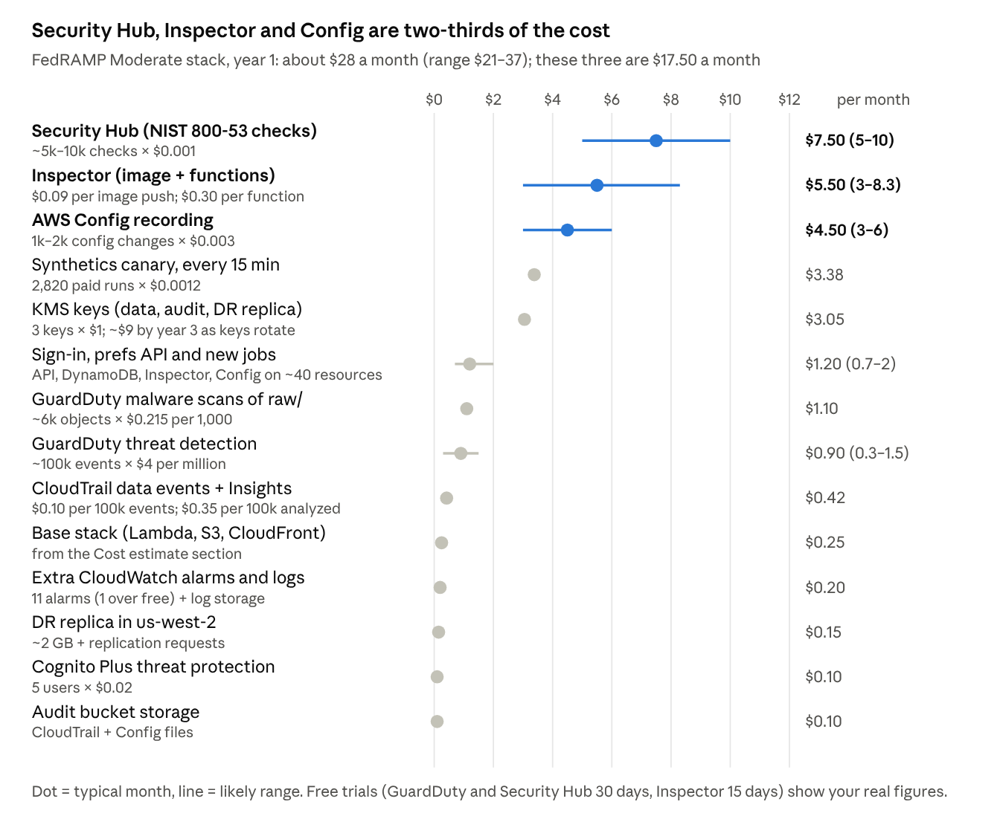 Security Hub, Inspector and Config are two-thirds of the cost
FedRAMP Moderate stack, year 1: about $28 a month (range $21–37); these three are $17.50 a month
$0 $2 $4 $6 $8 $10 $12 per month
Security Hub (NIST 800-53 checks)
~5k–10k checks × $0.001
$7.50 (5–10)
Inspector (image + functions)
$0.09 per image push; $0.30 per function
$5.50 (3–8.3)
AWS Config recording
1k–2k config changes × $0.003
$4.50 (3–6)
Synthetics canary, every 15 min
2,820 paid runs × $0.0012
$3.38
KMS keys (data, audit, DR replica)
3 keys × $1; ~$9 by year 3 as keys rotate
$3.05
Sign-in, prefs API and new jobs
API, DynamoDB, Inspector, Config on ~40 resources
$1.20 (0.7–2)
GuardDuty malware scans of raw/
~6k objects × $0.215 per 1,000
$1.10
GuardDuty threat detection
~100k events × $4 per million
$0.90 (0.3–1.5)
CloudTrail data events + Insights
$0.10 per 100k events; $0.35 per 100k analyzed
$0.42
Base stack (Lambda, S3, CloudFront)
from the Cost estimate section
$0.25
Extra CloudWatch alarms and logs
11 alarms (1 over free) + log storage
$0.20
DR replica in us-west-2
~2 GB + replication requests
$0.15
Cognito Plus threat protection
5 users × $0.02
$0.10
Audit bucket storage
CloudTrail + Config files
$0.10
Dot = typical month, line = likely range. Free trials (GuardDuty and Security Hub 30 days, Inspector 15 days) show your real figures.